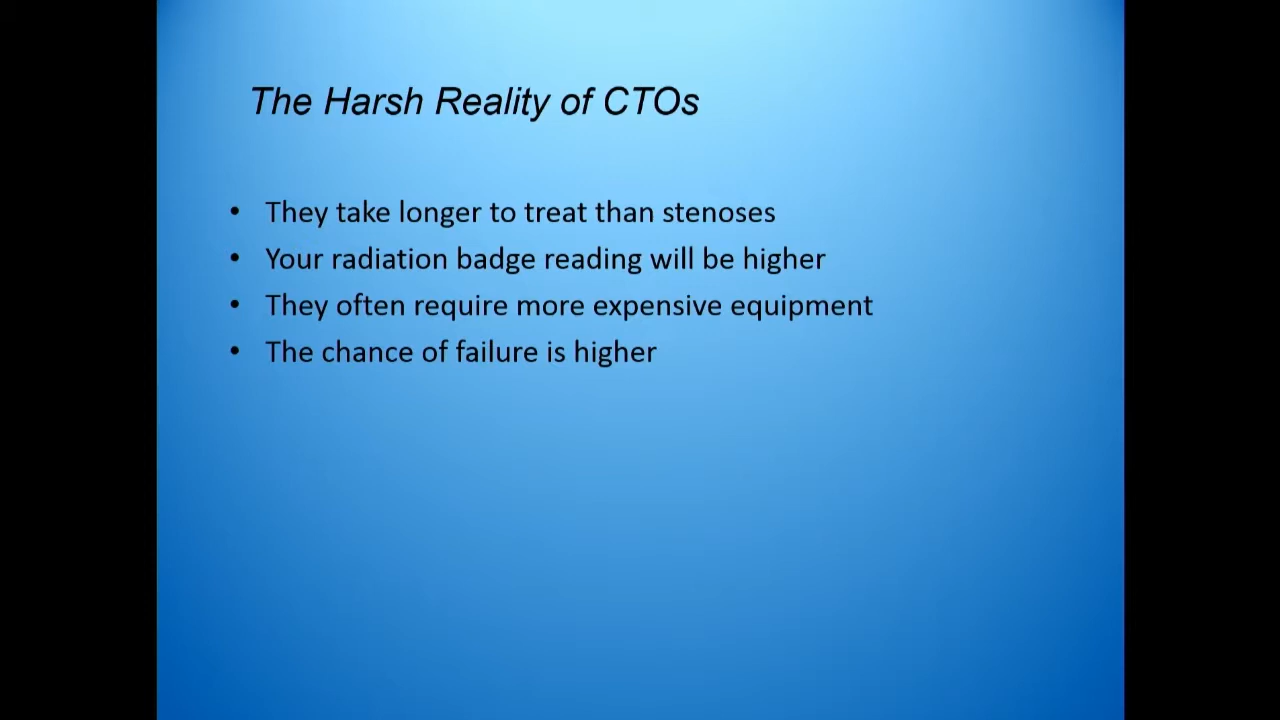 The Harsh Reality of CTOs
• They take longer to treat than stenoses
• Your radiation badge reading will be higher
• They often require more expensive equipment
• The chance of failure is higher